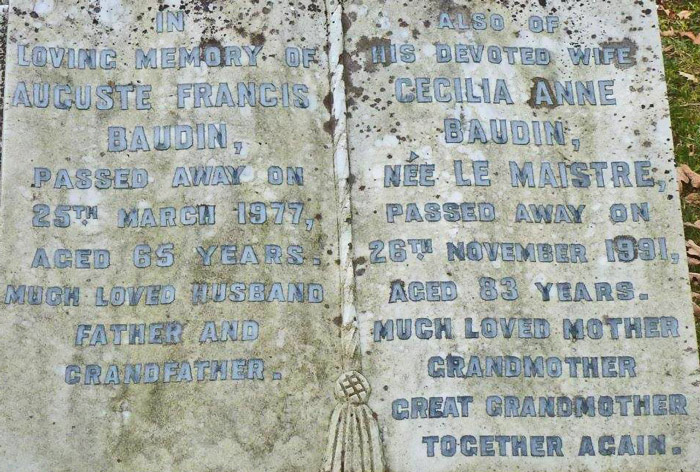 IN
LOVING MEMORY OF
AUGUSTE FRANCIS
BAUDIN,
PASSED AWAY ON
25TH MARCH 1977,
AGED 65 YEARS.
MUCH LOVED HUSBAND
FATHER AND
GRANDFATHER.
ALSO OF
HIS DEVOTED WIFE
CECILIA ANNE
BAUDIN,
NÉE LE MAISTRE,
PASSED AWAY ON
26TH NOVEMBER 1991,
AGED 83 YEARS.
MUCH LOVED MOTHER
GRANDMOTHER
GREAT GRANDMOTHER
TOGETHER AGAIN.